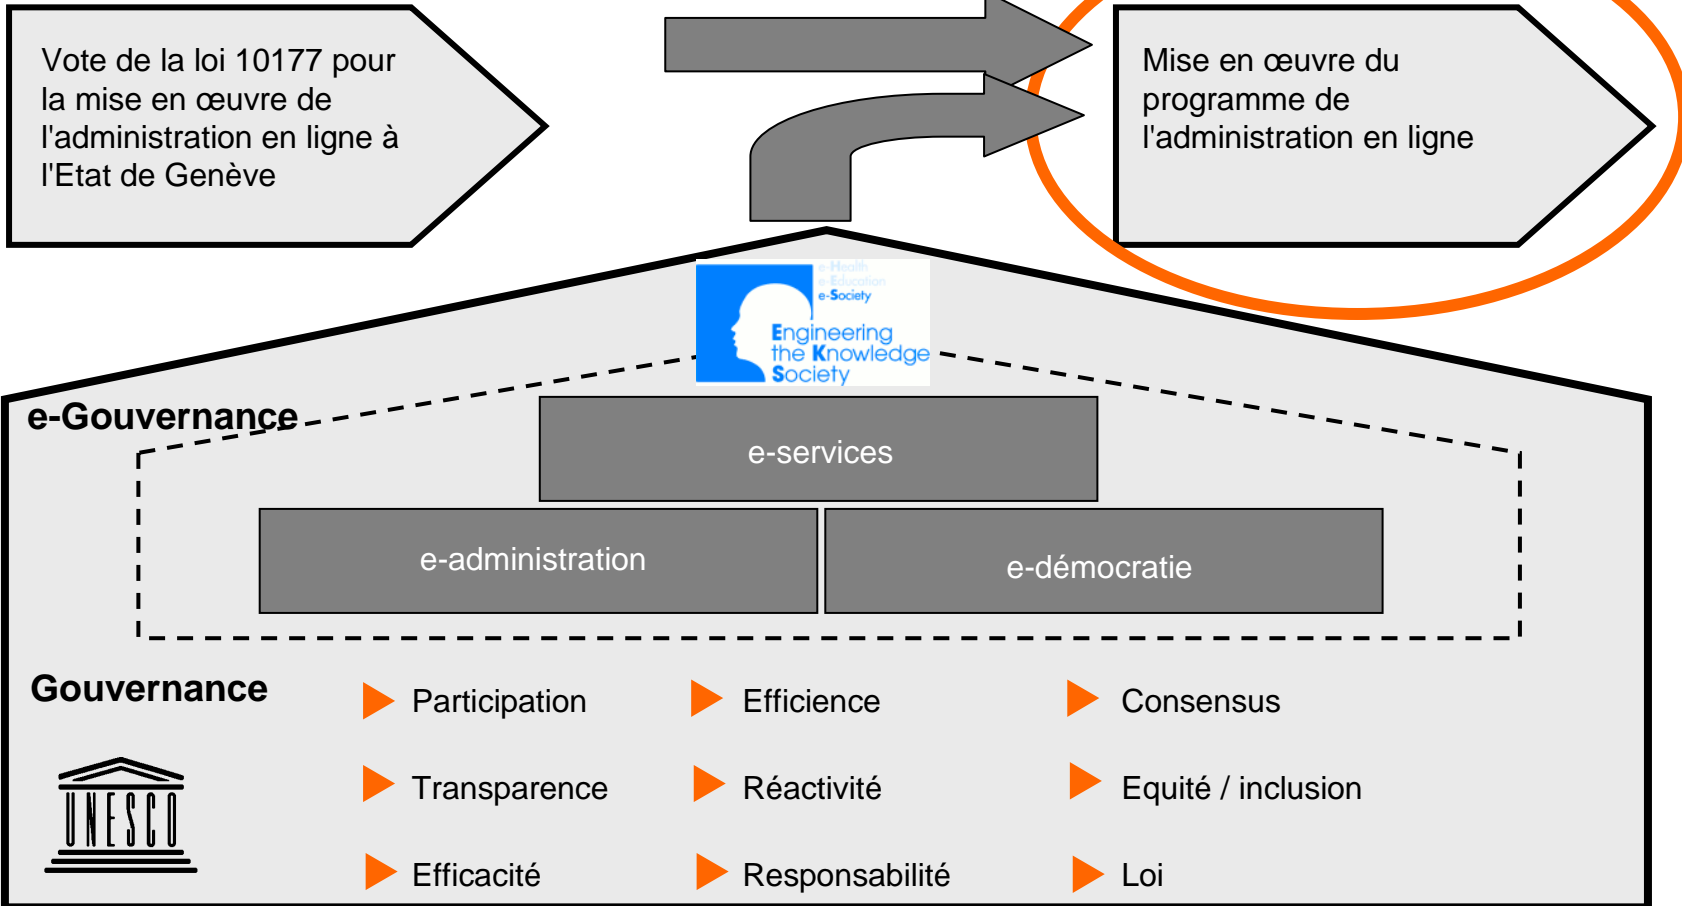 Vote de la loi 10177 pour
la mise en œuvre de
l'administration en ligne à
l'Etat de Genève
Mise en œuvre du
programme de
l'administration en ligne
e-Health
e-Education
e-Society
Engineering
the Knowledge
Society
e-Gouvernance
e-services
e-administration
e-démocratie
Gouvernance
Participation
Efficience
Consensus
UNESCO
Transparence
Réactivité
Equité / inclusion
Efficacité
Responsabilité
Loi